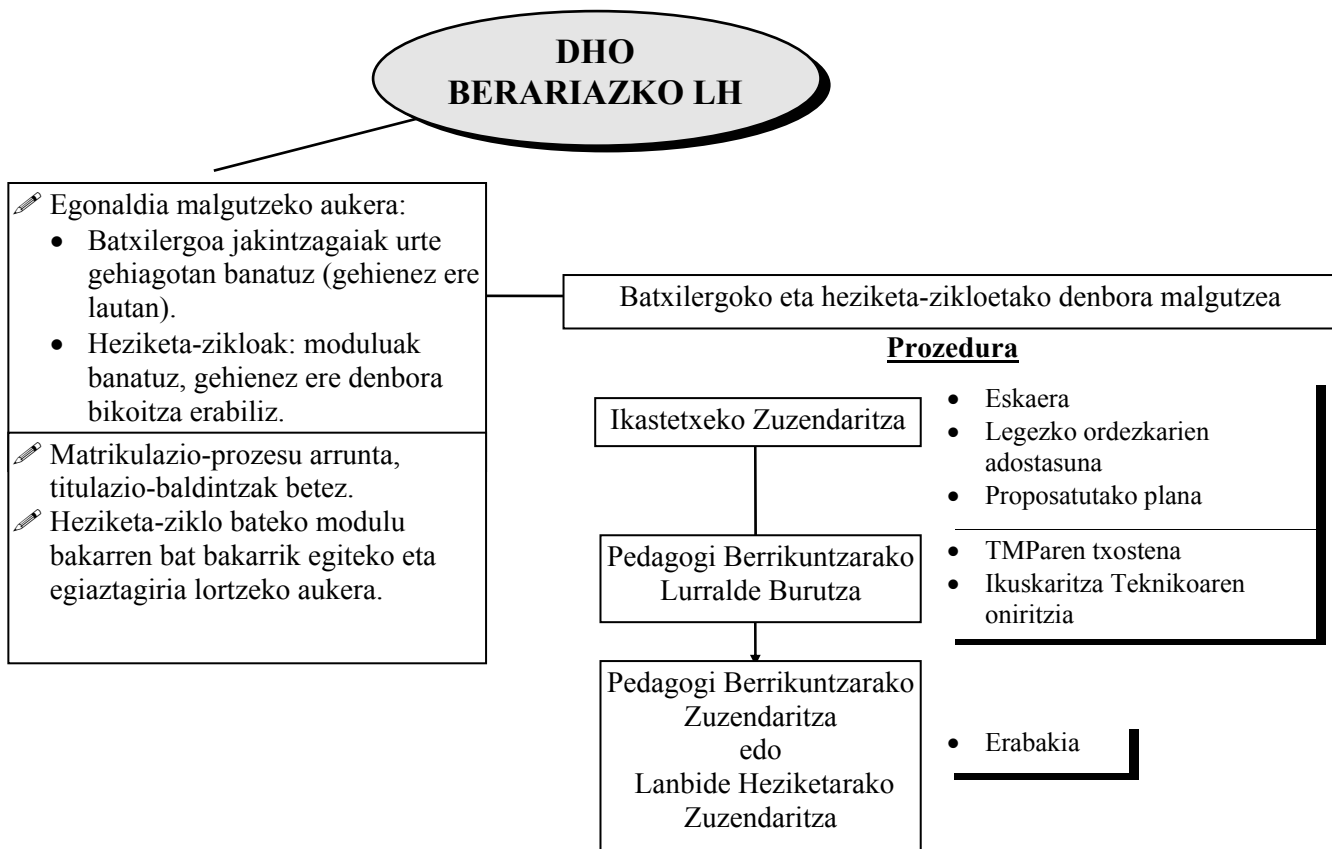 DHO
BERARIAZKO LH
Egonaldia malgutzeko aukera:
• Batxilergoa jakintzagaiak urte
gehiagotan banatuz (gehienez ere
lautan).
• Heziketa-zikloak: moduluak
banatuz, gehienez ere denbora
bikoitza erabiliz.
Matrikulazio-prozesu arrunta,
titulazio-baldintzak betez.
Heziketa-ziklo bateko modulu
bakarren bat bakarrik egiteko eta
egiaztagiria lortzeko aukera.
Batxilergoko eta heziketa-zikloetako denbora malgutzea
Prozedura
Ikastetxeko Zuzendaritza
• Eskaera
• Legezko ordezkarien
adostasuna
• Proposatutako plana
Pedagogi Berrikuntzarako
Lurralde Burutza
• TMParen txostena
• Ikuskaritza Teknikoaren
oniritzia
Pedagogi Berrikuntzarako
Zuzendaritza
edo
Lanbide Heziketarako
Zuzendaritza
• Erabakia